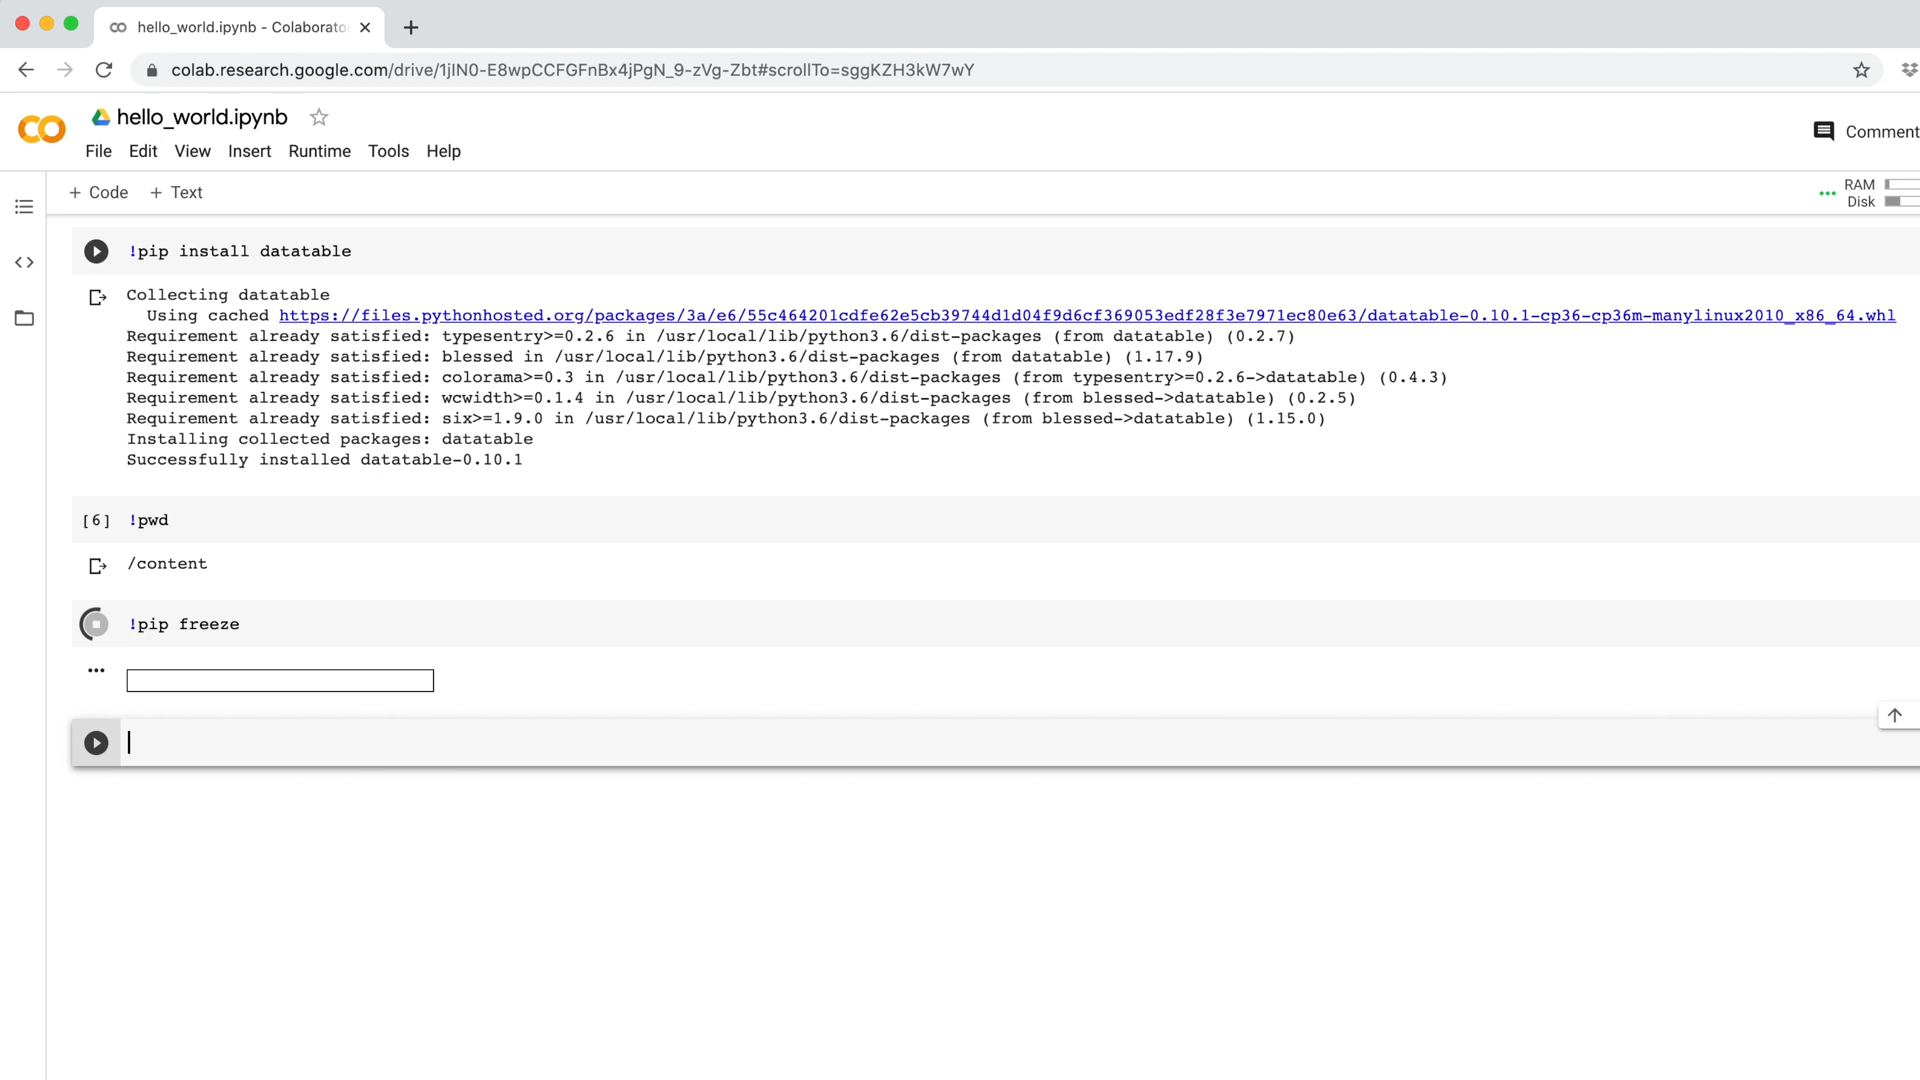 hello_world.ipynb - Colaborato
colab.research.google.com/drive/1jIN0-E8wpCCFGFnBx4jPgN_9-zVg-Zbt#scrollTo=sggKZH3kW7wY
hello_world.ipynb
Comment
File Edit View Insert Runtime Tools Help
+ Code + Text
RAM
Disk
!pip install datatable
Collecting datatable
Using cached https://files.pythonhosted.org/packages/3a/e6/55c464201cdfe62e5cb39744d1d04f9d6cf369053edf28f3e7971ec80e63/datatable-0.10.1-cp36-cp36m-manylinux2010_x86_64.whl
Requirement already satisfied: typesentry>=0.2.6 in /usr/local/lib/python3.6/dist-packages (from datatable) (0.2.7)
Requirement already satisfied: blessed in /usr/local/lib/python3.6/dist-packages (from datatable) (1.17.9)
Requirement already satisfied: colorama>=0.3 in /usr/local/lib/python3.6/dist-packages (from typesentry>=0.2.6->datatable) (0.4.3)
Requirement already satisfied: wcwidth>=0.1.4 in /usr/local/lib/python3.6/dist-packages (from blessed->datatable) (0.2.5)
Requirement already satisfied: six>=1.9.0 in /usr/local/lib/python3.6/dist-packages (from blessed->datatable) (1.15.0)
Installing collected packages: datatable
Successfully installed datatable-0.10.1
[6] !pwd
/content
!pip freeze